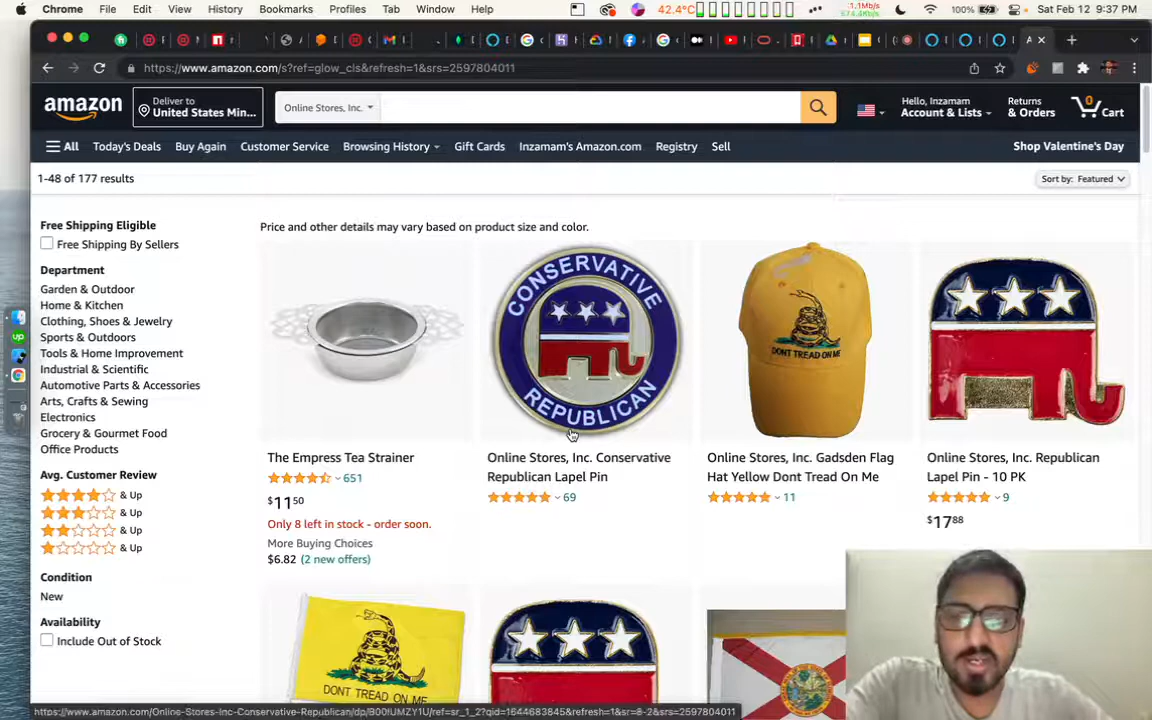 Chrome File Edit View History Bookmarks Profiles Tab Window Help 42.4°C 100% Sat Feb 12 9:37 PM
https://www.amazon.com/s?ref=glow_cls&refresh=1&srs=2597804011
amazon
Deliver to
United States Min...
Online Stores, Inc.
Hello, Inzamam
Account & Lists
Returns
& Orders
0
Cart
All Today's Deals Buy Again Customer Service Browsing History Gift Cards Inzamam's Amazon.com Registry Sell Shop Valentine's Day
1-48 of 177 results
Sort by: Featured
Free Shipping Eligible
Free Shipping By Sellers
Department
Garden & Outdoor
Home & Kitchen
Clothing, Shoes & Jewelry
Sports & Outdoors
Tools & Home Improvement
Industrial & Scientific
Automotive Parts & Accessories
Arts, Crafts & Sewing
Electronics
Grocery & Gourmet Food
Office Products
Avg. Customer Review
& Up
& Up
& Up
& Up
Condition
New
Availability
Include Out of Stock
Price and other details may vary based on product size and color.
The Empress Tea Strainer
651
$1150
Only 8 left in stock - order soon.
More Buying Choices
$6.82 (2 new offers)
CONSERVATIVE
REPUBLICAN
Online Stores, Inc. Conservative
Republican Lapel Pin
69
DONT TREAD ON ME
Online Stores, Inc. Gadsden Flag
Hat Yellow Dont Tread On Me
11
Online Stores, Inc. Republican
Lapel Pin - 10 PK
9
$1788
DONT TREAD ON ME